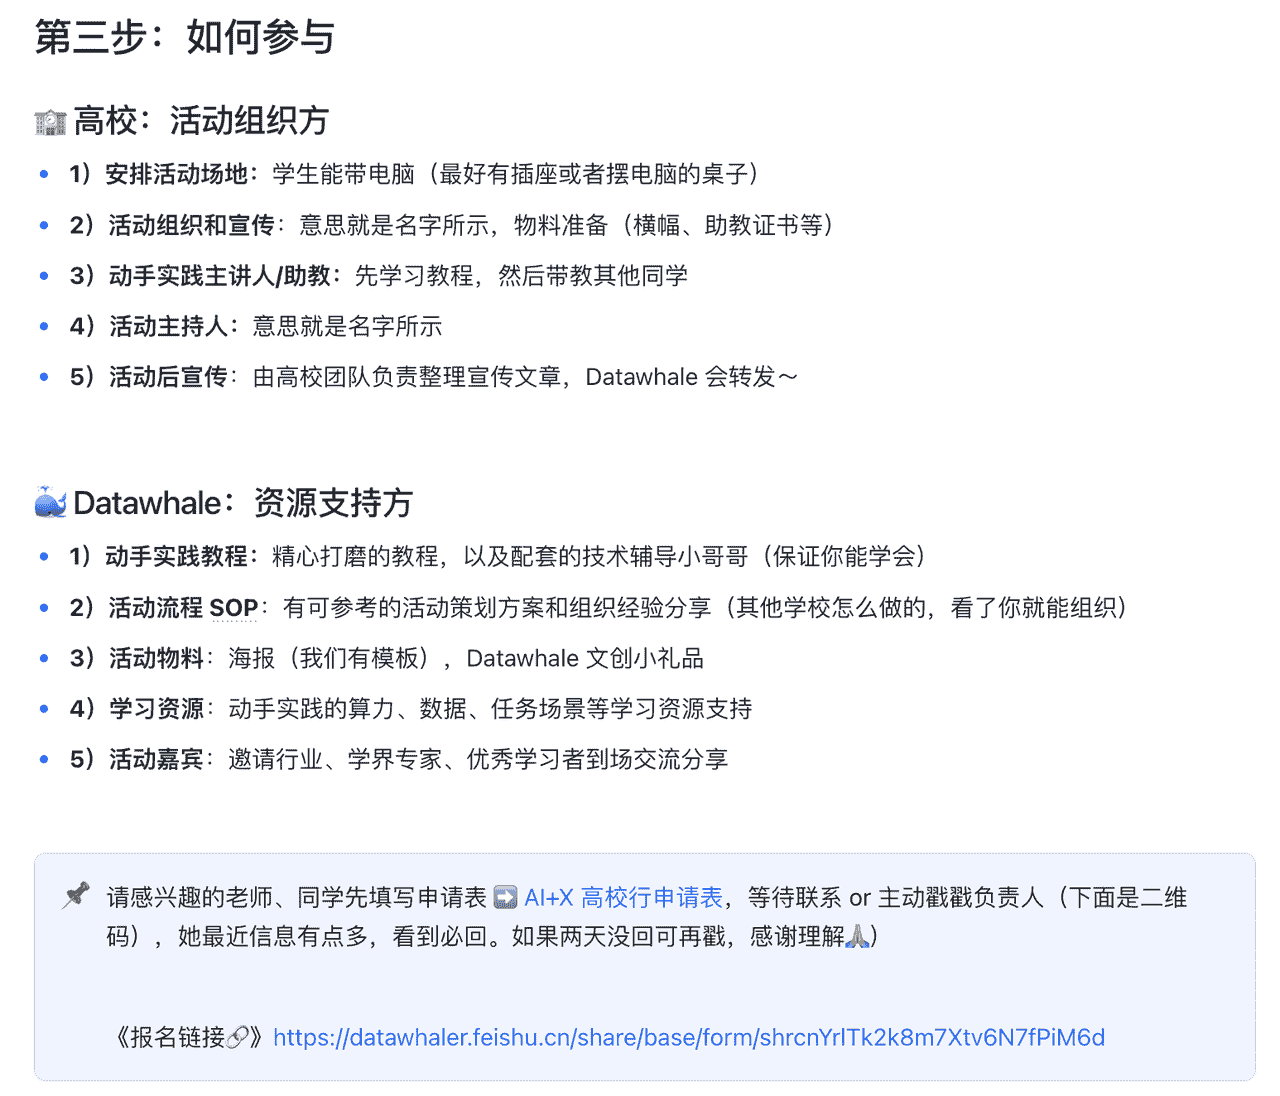 第三步：如何参与
高校：活动组织方
1）安排活动场地：学生能带电脑（最好有插座或者摆电脑的桌子）
2）活动组织和宣传：意思就是名字所示，物料准备（横幅、助教证书等）
3）动手实践主讲人/助教：先学习教程，然后带教其他同学
4）活动主持人：意思就是名字所示
5）活动后宣传：由高校团队负责整理宣传文章，Datawhale 会转发～
Datawhale：资源支持方
1）动手实践教程：精心打磨的教程，以及配套的技术辅导小哥哥（保证你能学会）
2）活动流程 SOP：有可参考的活动策划方案和组织经验分享（其他学校怎么做的，看了你就能组织）
3）活动物料：海报（我们有模板），Datawhale 文创小礼品
4）学习资源：动手实践的算力、数据、任务场景等学习资源支持
5）活动嘉宾：邀请行业、学界专家、优秀学习者到场交流分享
请感兴趣的老师、同学先填写申请表 ➡️ AI+X 高校行申请表，等待联系 or 主动戳戳负责人（下面是二维
码），她最近信息有点多，看到必回。如果两天没回可再戳，感谢理解🙏）
《报名链接🔗》https://datawhaler.feishu.cn/share/base/form/shrcnYrlTk2k8m7Xtv6N7fPiM6d